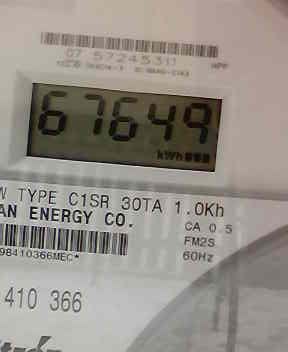 07 57245311
67649
kWh
W TYPE C1SR 30TA 1.0Kh
AN ENERGY CO.
CA 0.5
FM2S
98410366MEC*
60Hz
410 366